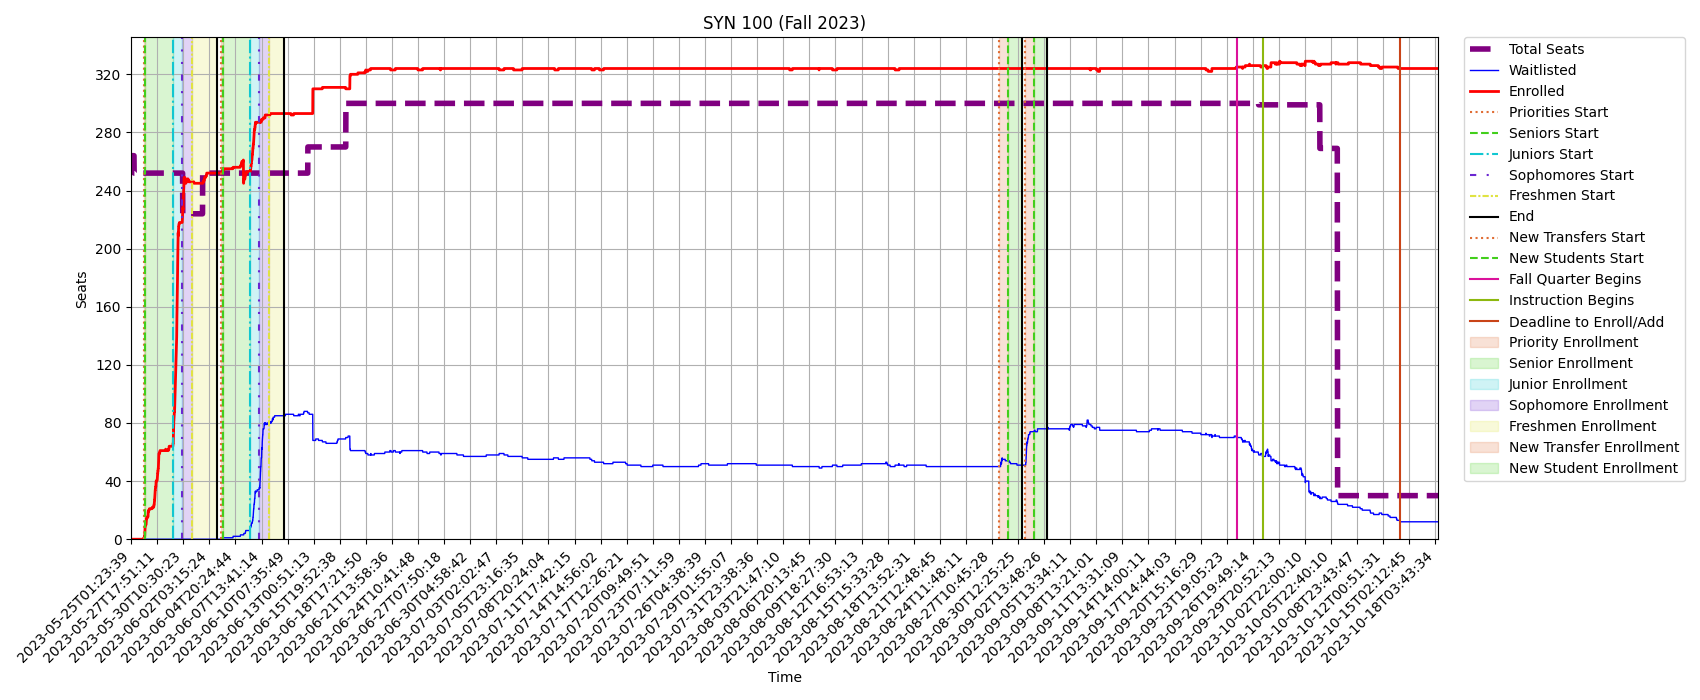 SYN 100 (Fall 2023)
Seats
320
280
240
200
160
120
80
40
0
2023-05-25T01:23:39
2023-05-27T17:51:11
2023-05-30T10:30:23
2023-06-02T03:15:24
2023-06-04T20:24:44
2023-06-07T13:41:14
2023-06-10T07:35:49
2023-06-13T00:51:13
2023-06-15T19:52:38
2023-06-18T17:21:50
2023-06-21T13:58:36
2023-06-24T10:41:48
2023-06-27T07:50:18
2023-06-30T04:58:42
2023-07-03T02:02:47
2023-07-05T23:16:35
2023-07-08T20:24:04
2023-07-11T17:42:15
2023-07-14T14:56:02
2023-07-17T12:26:21
2023-07-20T09:49:51
2023-07-23T07:11:59
2023-07-26T04:38:39
2023-07-29T01:55:07
2023-07-31T23:38:36
2023-08-03T21:47:10
2023-08-06T20:13:45
2023-08-09T18:27:30
2023-08-12T16:53:13
2023-08-15T15:33:28
2023-08-18T13:52:31
2023-08-21T12:48:45
2023-08-24T11:48:11
2023-08-27T10:45:28
2023-08-30T12:25:23
2023-09-02T13:48:26
2023-09-05T13:34:11
2023-09-08T13:21:01
2023-09-11T13:31:09
2023-09-14T14:00:11
2023-09-17T14:44:03
2023-09-20T15:16:29
2023-09-23T19:05:23
2023-09-26T19:49:14
2023-09-29T20:52:13
2023-10-02T22:00:10
2023-10-05T22:40:10
2023-10-08T23:43:47
2023-10-12T00:51:31
2023-10-15T02:12:45
2023-10-18T03:43:34
Time
Total Seats
Waitlisted
Enrolled
Priorities Start
Seniors Start
Juniors Start
Sophomores Start
Freshmen Start
End
New Transfers Start
New Students Start
Fall Quarter Begins
Instruction Begins
Deadline to Enroll/Add
Priority Enrollment
Senior Enrollment
Junior Enrollment
Sophomore Enrollment
Freshmen Enrollment
New Transfer Enrollment
New Student Enrollment